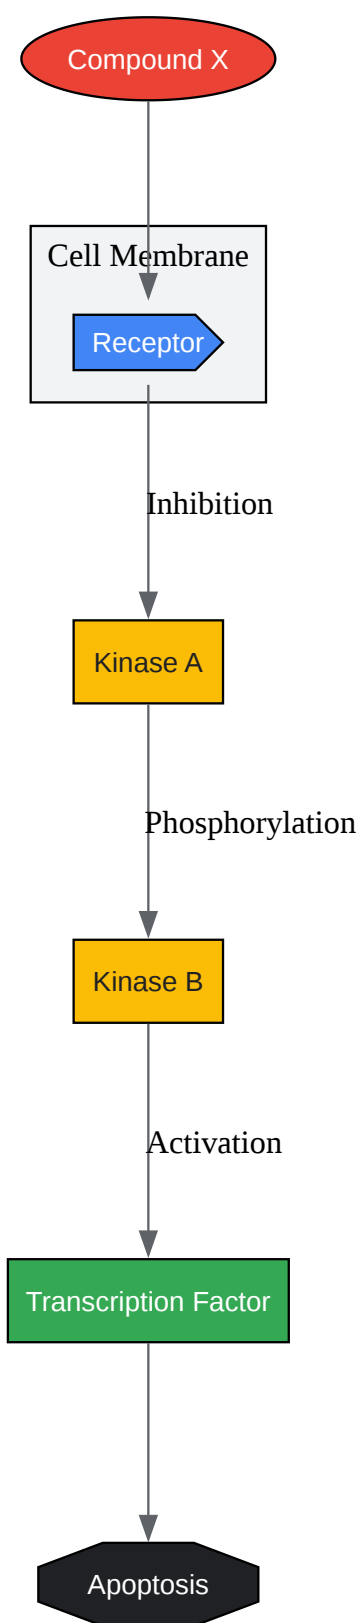 Compound X
Cell Membrane
Receptor
Inhibition
Kinase A
Phosphorylation
Kinase B
Activation
Transcription Factor
Apoptosis